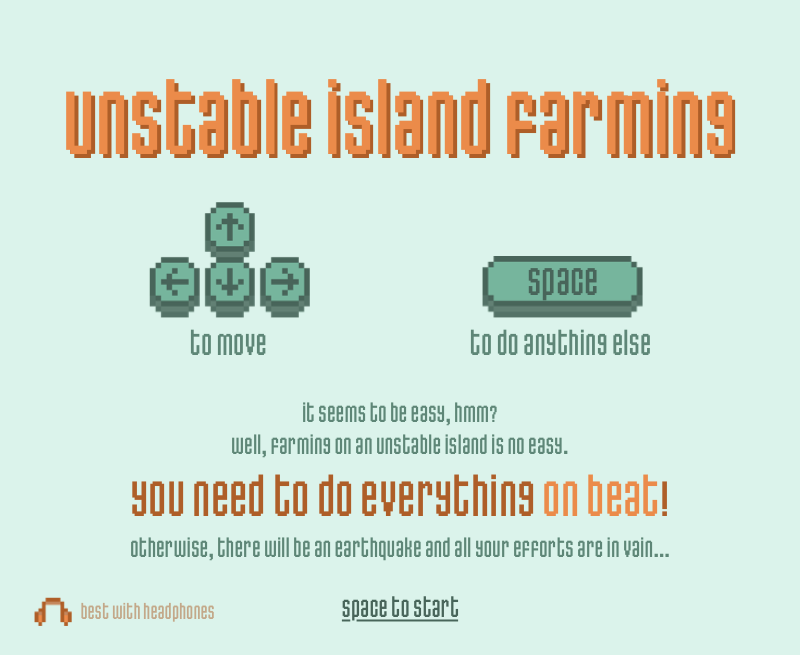 unstable island farming
space
to move
to do anything else
it seems to be easy, hmm?
well, farming on an unstable island is no easy.
you need to do everything on beat!
otherwise, there will be an earthquake and all your efforts are in vain...
best with headphones
space to start